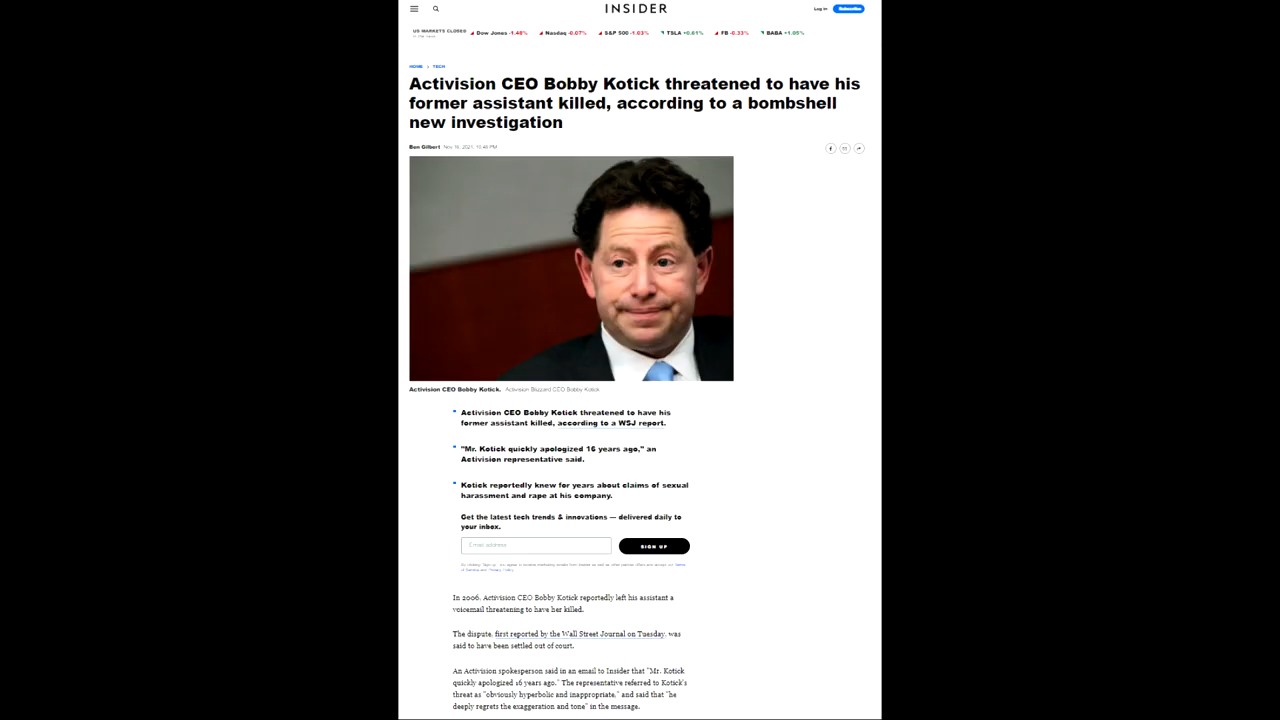 INSIDER
Log in
Subscribe
US MARKETS CLOSED
Dow Jones -1.48% Nasdaq -0.07% S&P 500 -1.03% TSLA +0.61% FB -0.33% BABA +1.05%
HOME > TECH
Activision CEO Bobby Kotick threatened to have his
former assistant killed, according to a bombshell
new investigation
Ben Gilbert Nov 16, 2021, 10:48 PM
Activision CEO Bobby Kotick. Activision Blizzard CEO Bobby Kotick
Activision CEO Bobby Kotick threatened to have his
former assistant killed, according to a WSJ report.
"Mr. Kotick quickly apologized 16 years ago," an
Activision representative said.
Kotick reportedly knew for years about claims of sexual
harassment and rape at his company.
Get the latest tech trends & innovations — delivered daily to
your inbox.
Email address
SIGN UP
In 2006, Activision CEO Bobby Kotick reportedly left his assistant a
voicemail threatening to have her killed.
The dispute, first reported by the Wall Street Journal on Tuesday, was
said to have been settled out of court.
An Activision spokesperson said in an email to Insider that "Mr. Kotick
quickly apologized 16 years ago." The representative referred to Kotick's
threat as "obviously hyperbolic and inappropriate," and said that "he
deeply regrets the exaggeration and tone" in the message.